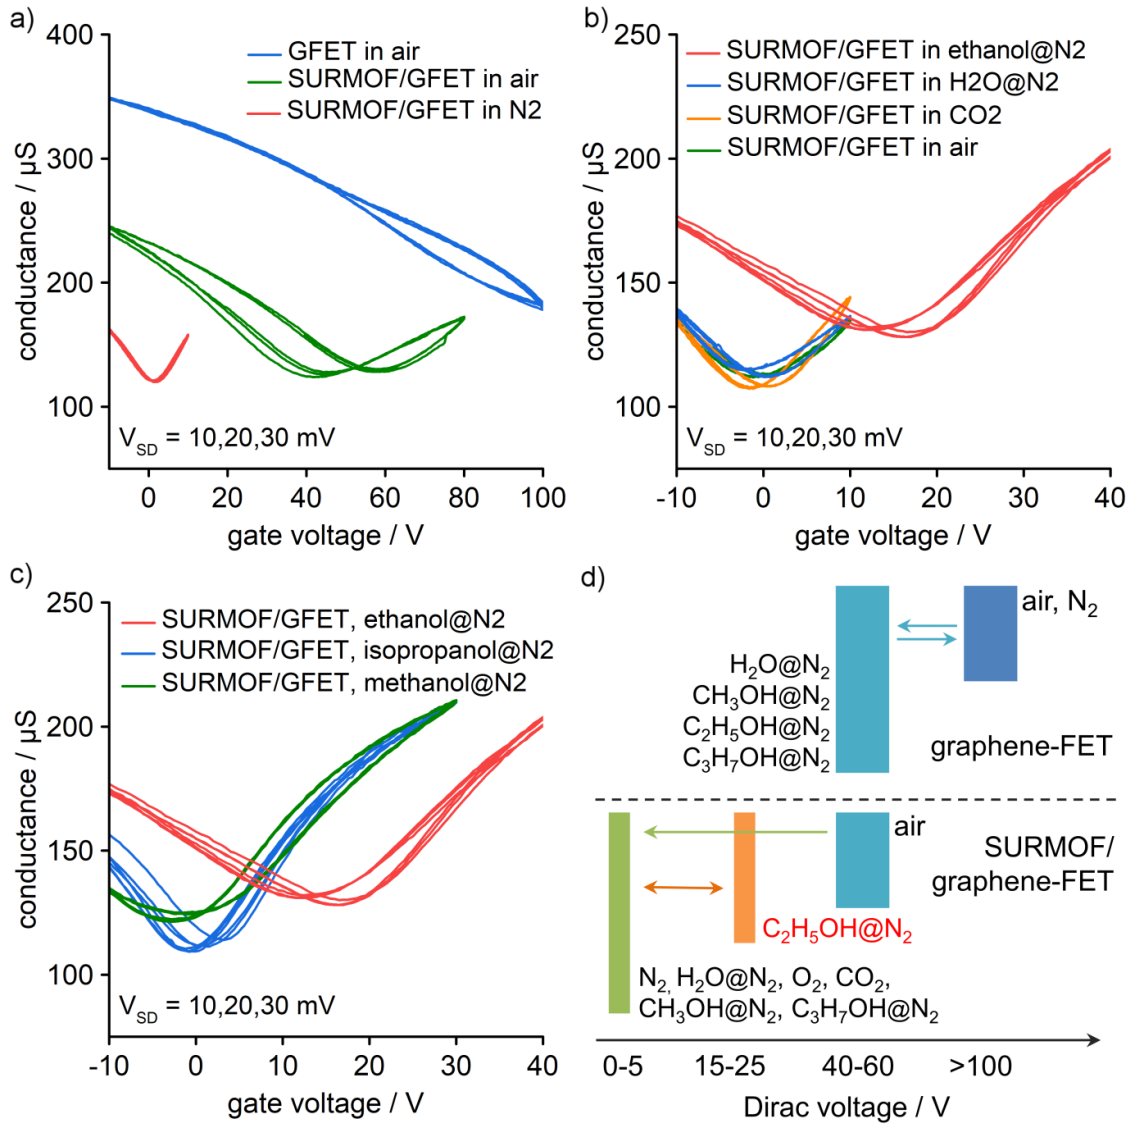 a)
400
300
200
100
conductance / µS
GFET in air
SURMOF/GFET in air
SURMOF/GFET in N2
V_SD = 10,20,30 mV
0 20 40 60 80 100
gate voltage / V
b)
250
200
150
100
conductance / µS
SURMOF/GFET in ethanol@N2
SURMOF/GFET in H2O@N2
SURMOF/GFET in CO2
SURMOF/GFET in air
V_SD = 10,20,30 mV
-10 0 10 20 30 40
gate voltage / V
c)
250
200
150
100
conductance / µS
SURMOF/GFET, ethanol@N2
SURMOF/GFET, isopropanol@N2
SURMOF/GFET, methanol@N2
V_SD = 10,20,30 mV
-10 0 10 20 30 40
gate voltage / V
d)
air, N₂
H₂O@N₂
CH₃OH@N₂
C₂H₅OH@N₂
C₃H₇OH@N₂
graphene-FET
air
SURMOF/
graphene-FET
C₂H₅OH@N₂
N₂, H₂O@N₂, O₂, CO₂,
CH₃OH@N₂, C₃H₇OH@N₂
0-5 15-25 40-60 >100
Dirac voltage / V